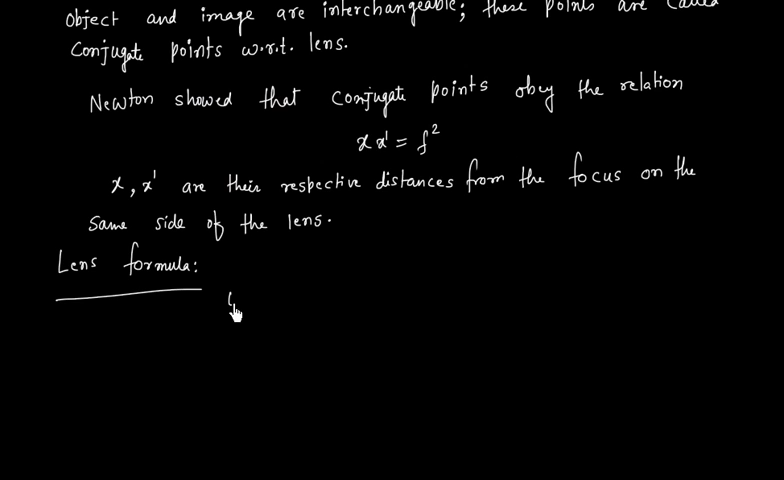 Object and image are interchangeable; these points are called
Conjugate points w.r.t. lens.
Newton showed that conjugate points obey the relation
x x' = f²
x, x' are their respective distances from the focus on the
same side of the lens.
Lens formula: